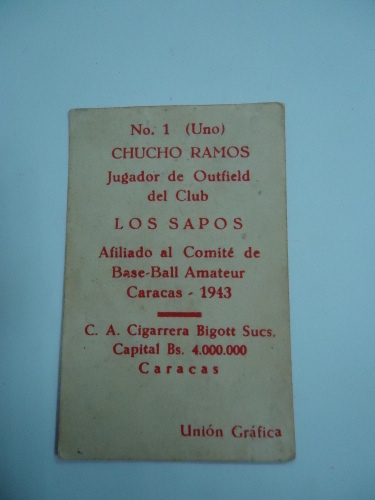 No. 1 (Uno)
CHUCHO RAMOS
Jugador de Outfield
del Club
LOS SAPOS
Afiliado al Comité de
Base-Ball Amateur
Caracas - 1943
C. A. Cigarrera Bigott Sucs.
Capital Bs. 4.000.000
Caracas
Unión Gráfica